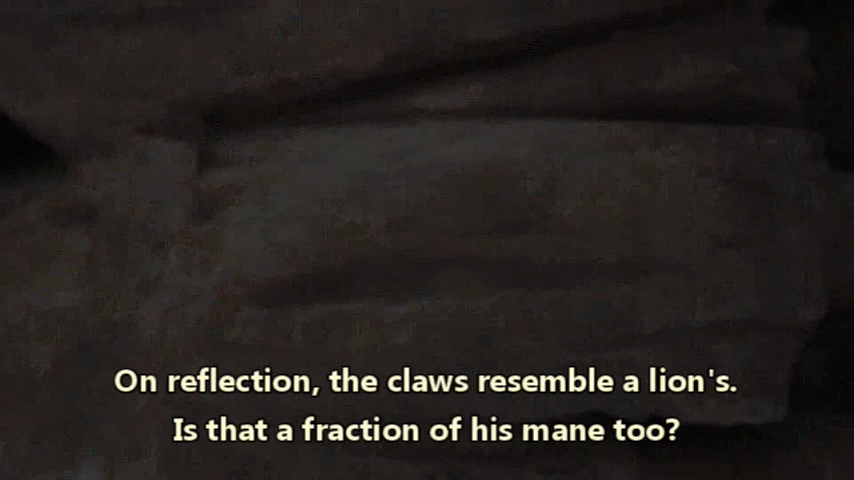 On reflection, the claws resemble a lion's.
Is that a fraction of his mane too?